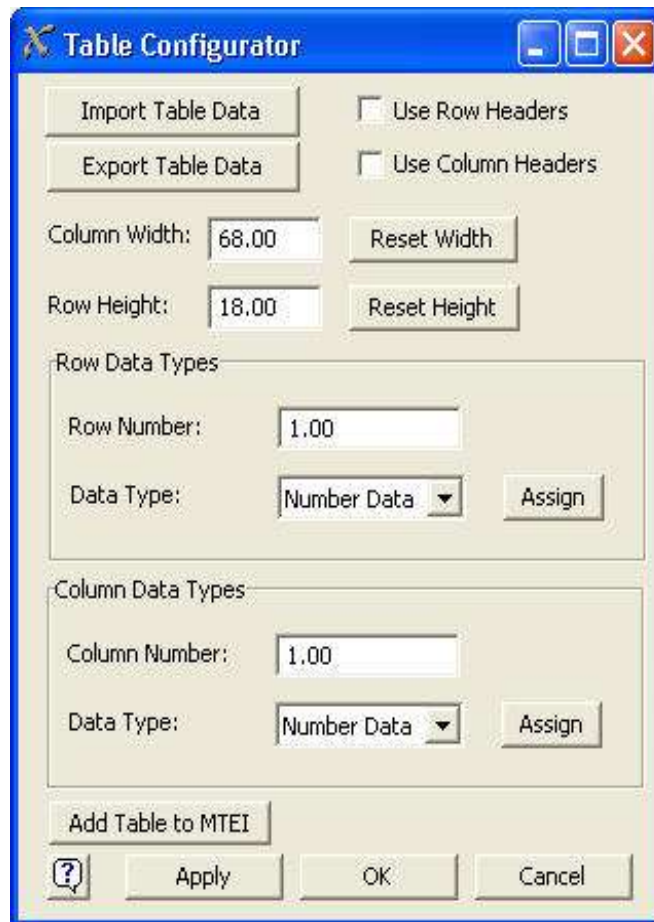 Table Configurator
Import Table Data
Use Row Headers
Export Table Data
Use Column Headers
Column Width: 68.00 Reset Width
Row Height: 18.00 Reset Height
Row Data Types
Row Number: 1.00
Data Type: Number Data Assign
Column Data Types
Column Number: 1.00
Data Type: Number Data Assign
Add Table to MTEI
? Apply OK Cancel